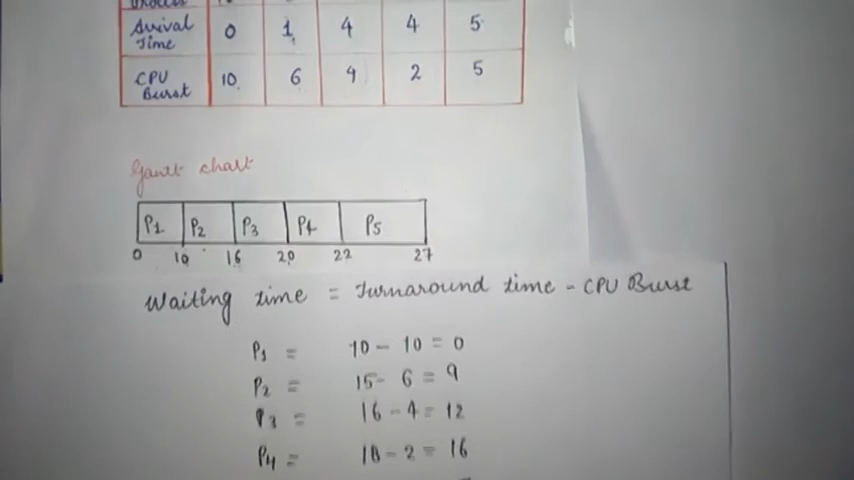 Process
Arrival Time 0 1 4 4 5
CPU Burst 10 6 4 2 5
Gantt chart
P1 P2 P3 P4 P5
0 10 16 20 22 27
Waiting time = Turnaround time - CPU Burst
P1 = 10 - 10 = 0
P2 = 15 - 6 = 9
P3 = 16 - 4 = 12
P4 = 18 - 2 = 16